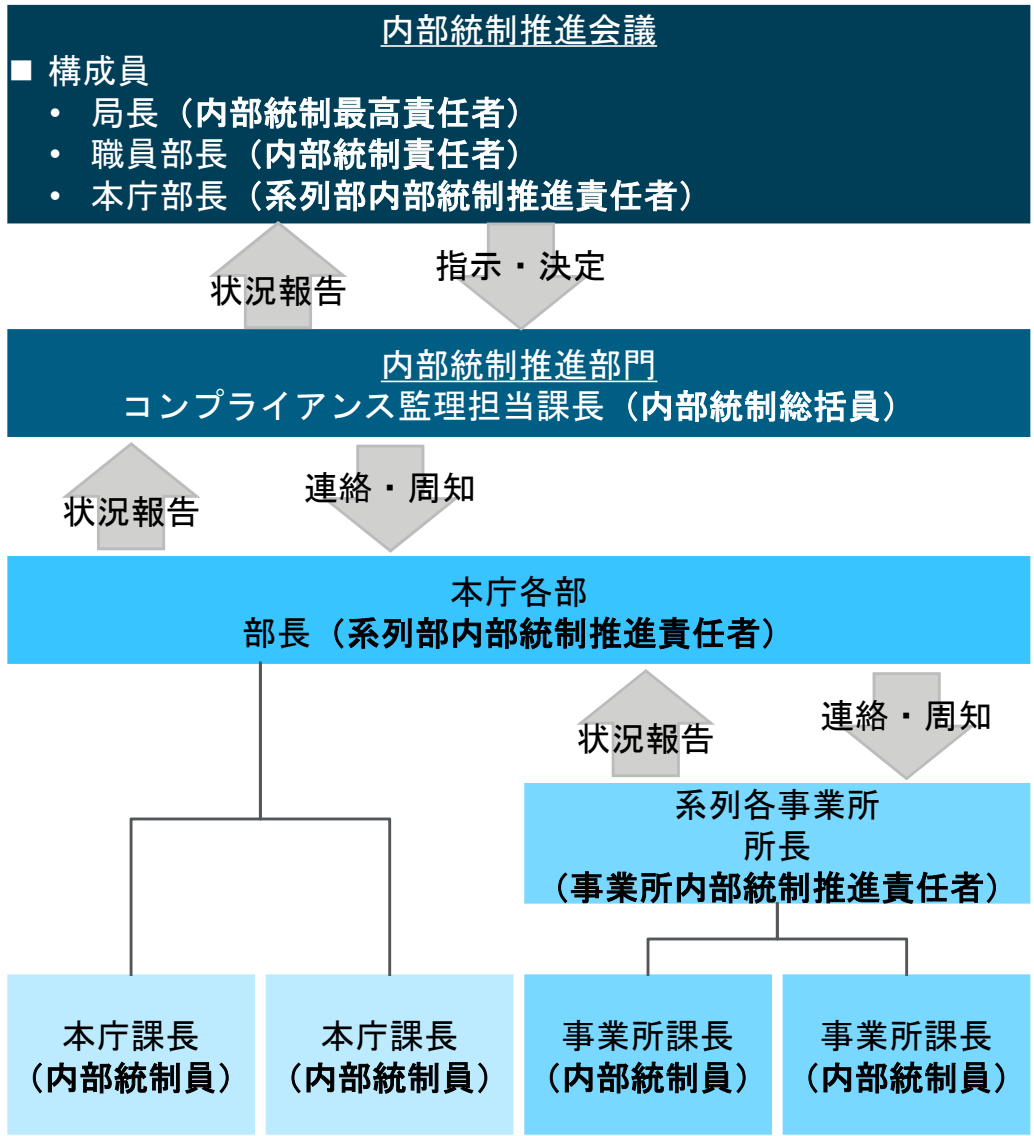 内部統制推進会議
■ 構成員
• 局長（内部統制最高責任者）
• 職員部長（内部統制責任者）
• 本庁部長（系列部内部統制推進責任者）
状況報告
指示・決定
内部統制推進部門
コンプライアンス監理担当課長（内部統制総括員）
状況報告
連絡・周知
本庁各部
部長（系列部内部統制推進責任者）
状況報告
連絡・周知
系列各事業所
所長
（事業所内部統制推進責任者）
本庁課長
（内部統制員）
本庁課長
（内部統制員）
事業所課長
（内部統制員）
事業所課長
（内部統制員）